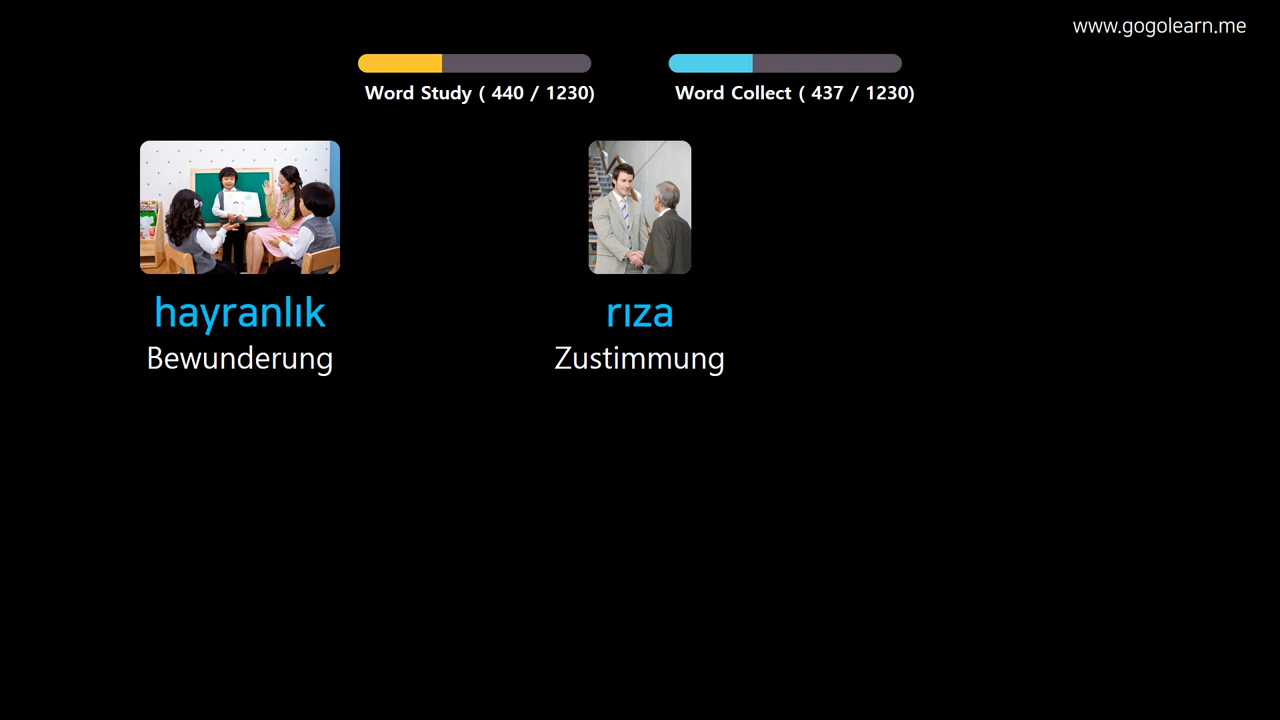 www.gogolearn.me
Word Study ( 440 / 1230)
Word Collect ( 437 / 1230)
hayranlık
Bewunderung
rıza
Zustimmung